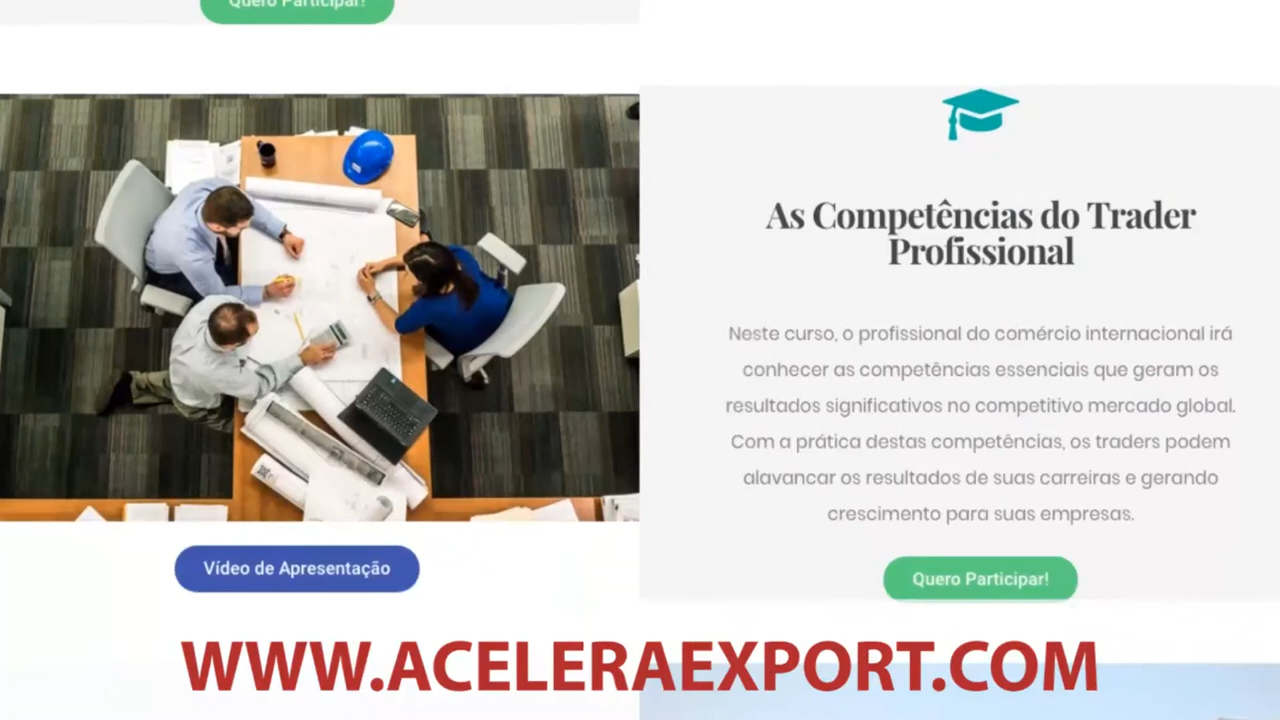 Quero Participar!
As Competências do Trader
Profissional
Neste curso, o profissional do comércio internacional irá
conhecer as competências essenciais que geram os
resultados significativos no competitivo mercado global.
Com a prática destas competências, os traders podem
alavancar os resultados de suas carreiras e gerando
crescimento para suas empresas.
Vídeo de Apresentação
Quero Participar!
WWW.ACELERAEXPORT.COM